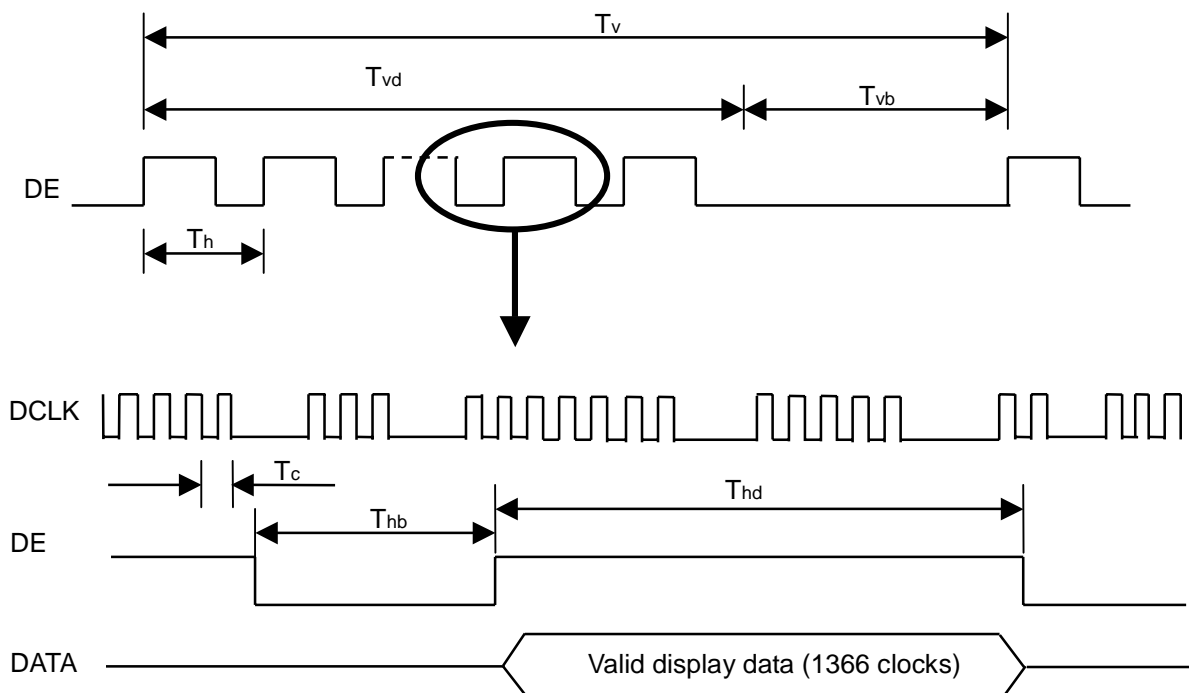 Tv
Tvd
Tvb
DE
Th
DCLK
Tc
Thd
Thb
DE
DATA
Valid display data (1366 clocks)